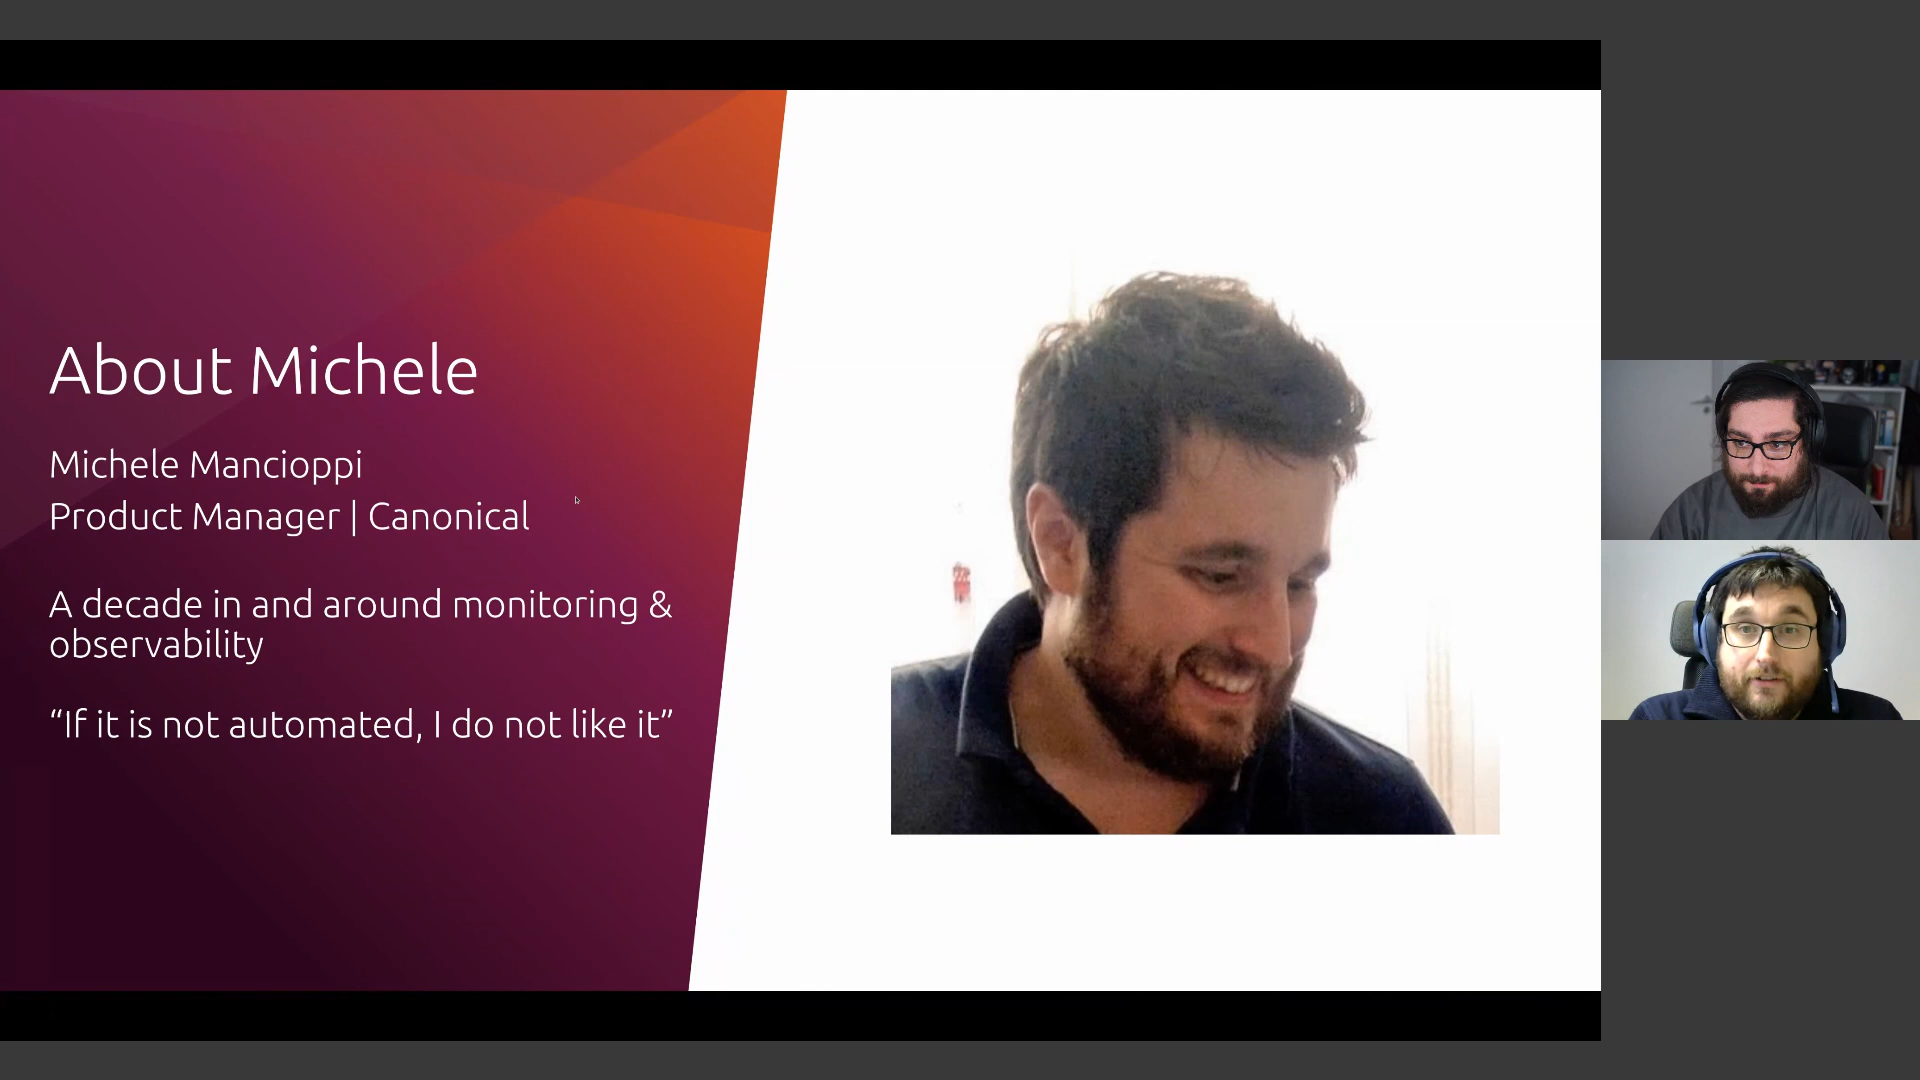 About Michele
Michele Mancioppi
Product Manager | Canonical
A decade in and around monitoring &
observability
“If it is not automated, I do not like it”